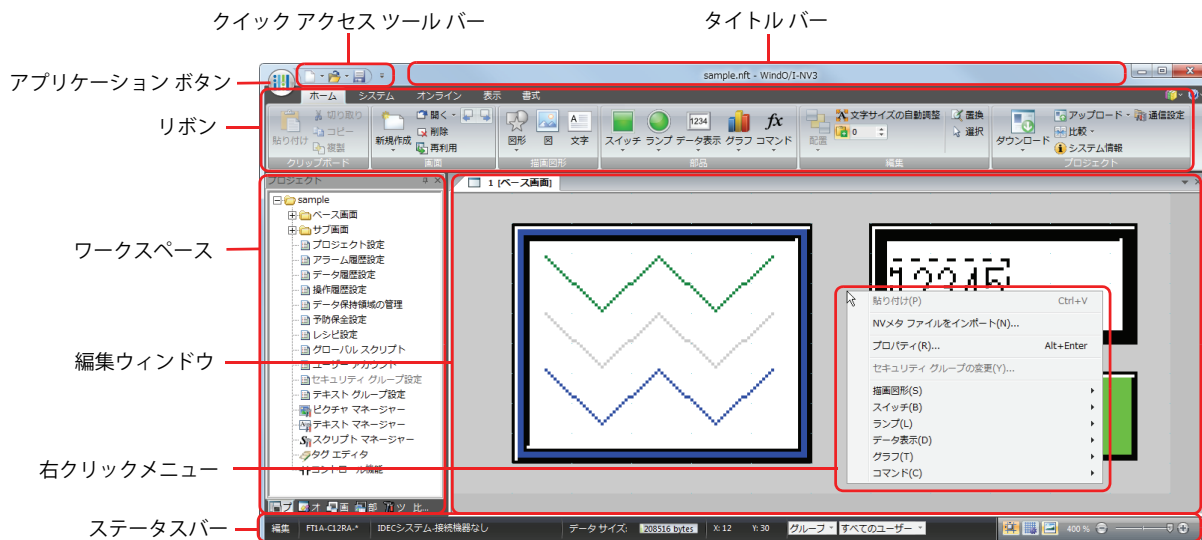 クイック アクセス ツール バー
タイトル バー
アプリケーション ボタン
sample.nft - WindO/I-NV3
リボン
ホーム システム オンライン 表示 書式
貼り付け
切り取り
コピー
複製
クリップボード
新規作成
開く
削除
再利用
画面
図形 図 文字
描画図形
スイッチ ランプ データ表示 グラフ コマンド
1234
fx
部品
配置
文字サイズの自動調整
0
置換
選択
編集
ダウンロード
アップロード
比較
システム情報
通信設定
プロジェクト
ワークスペース
プロジェクト
sample
ベース画面
サブ画面
プロジェクト設定
アラーム履歴設定
データ履歴設定
操作履歴設定
データ保持領域の管理
予防保全設定
レシピ設定
グローバル スクリプト
ユーザー アカウント
セキュリティ グループ設定
テキスト グループ設定
ピクチャ マネージャー
テキスト マネージャー
スクリプト マネージャー
タグ エディタ
コントロール機能
プ オ 画 部 ツ 比...
編集ウィンドウ
1 [ベース画面]
12345
右クリックメニュー
貼り付け(P) Ctrl+V
NVメタ ファイルをインポート(N)...
プロパティ(R)... Alt+Enter
セキュリティ グループの変更(Y)...
描画図形(S)
スイッチ(B)
ランプ(L)
データ表示(D)
グラフ(T)
コマンド(C)
ステータスバー
編集 FT1A-C12RA-* IDECシステム-接続機器なし データ サイズ: 208516 bytes X: 12 Y: 30 グループ すべてのユーザー 400 %